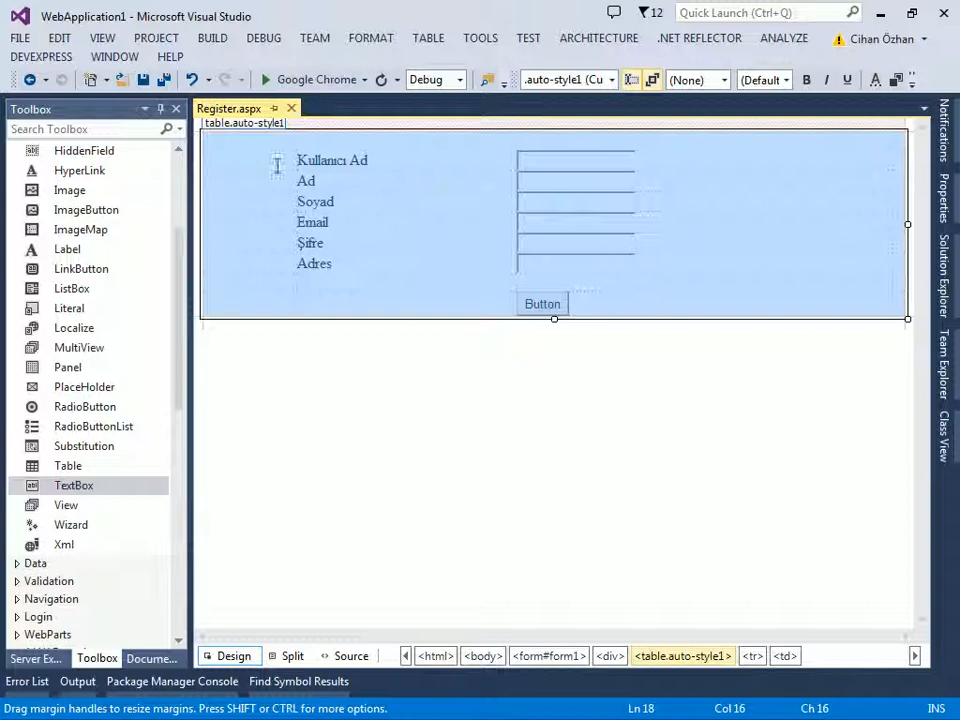 WebApplication1 - Microsoft Visual Studio
12
Quick Launch (Ctrl+Q)
FILE EDIT VIEW PROJECT BUILD DEBUG TEAM FORMAT TABLE TOOLS TEST ARCHITECTURE .NET REFLECTOR ANALYZE
Cihan Özhan
DEVEXPRESS WINDOW HELP
Google Chrome Debug .auto-style1 (Cu (None) (Default B I U A
Toolbox
Search Toolbox
HiddenField
HyperLink
Image
ImageButton
ImageMap
Label
LinkButton
ListBox
Literal
Localize
MultiView
Panel
PlaceHolder
RadioButton
RadioButtonList
Substitution
Table
TextBox
View
Wizard
Xml
Data
Validation
Navigation
Login
WebParts
Server Ex... Toolbox Docume...
Register.aspx
table.auto-style1
Kullanıcı Ad
Ad
Soyad
Email
Şifre
Adres
Button
Design Split Source <html> <body> <form#form1> <div> <table.auto-style1> <tr> <td>
Notifications
Properties
Solution Explorer
Team Explorer
Class View
Error List Output Package Manager Console Find Symbol Results
Drag margin handles to resize margins. Press SHIFT or CTRL for more options. Ln 18 Col 16 Ch 16 INS